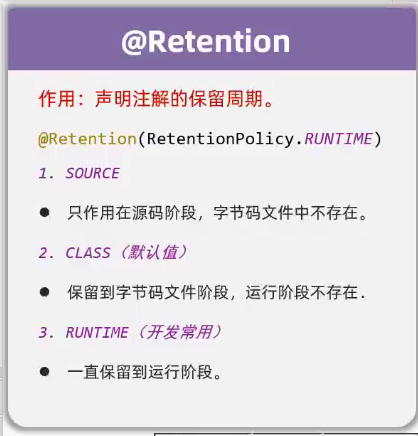 @Retention
作用：声明注解的保留周期。
@Retention(RetentionPolicy.RUNTIME)
1. SOURCE
● 只作用在源码阶段，字节码文件中不存在。
2. CLASS（默认值）
● 保留到字节码文件阶段，运行阶段不存在.
3. RUNTIME（开发常用）
● 一直保留到运行阶段。